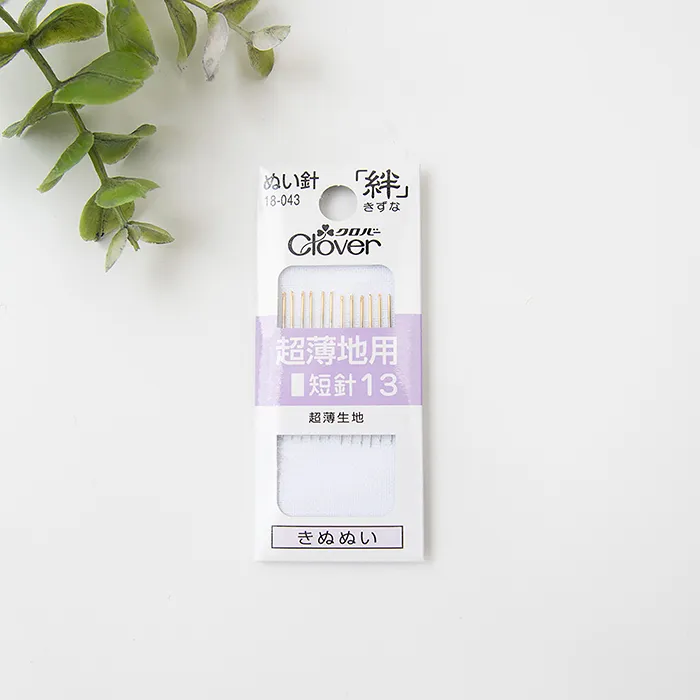 ぬい針
18-043
「絆」
きずな
クロバー
Clover
超薄地用
短針13
超薄生地
きぬぬい